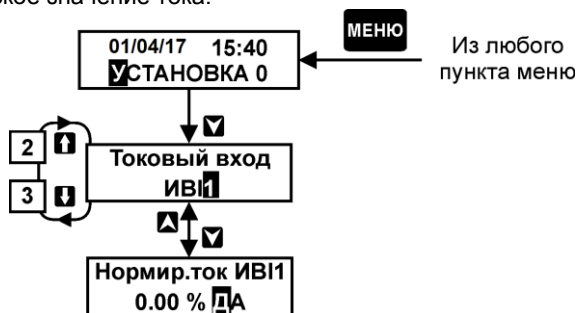 ское значение тока.
МЕНЮ
01/04/17 15:40
УСТАНОВКА 0
Из любого
пункта меню
2
Токовый вход
ИВI1
3
Нормир.ток ИВI1
0.00 % ДА